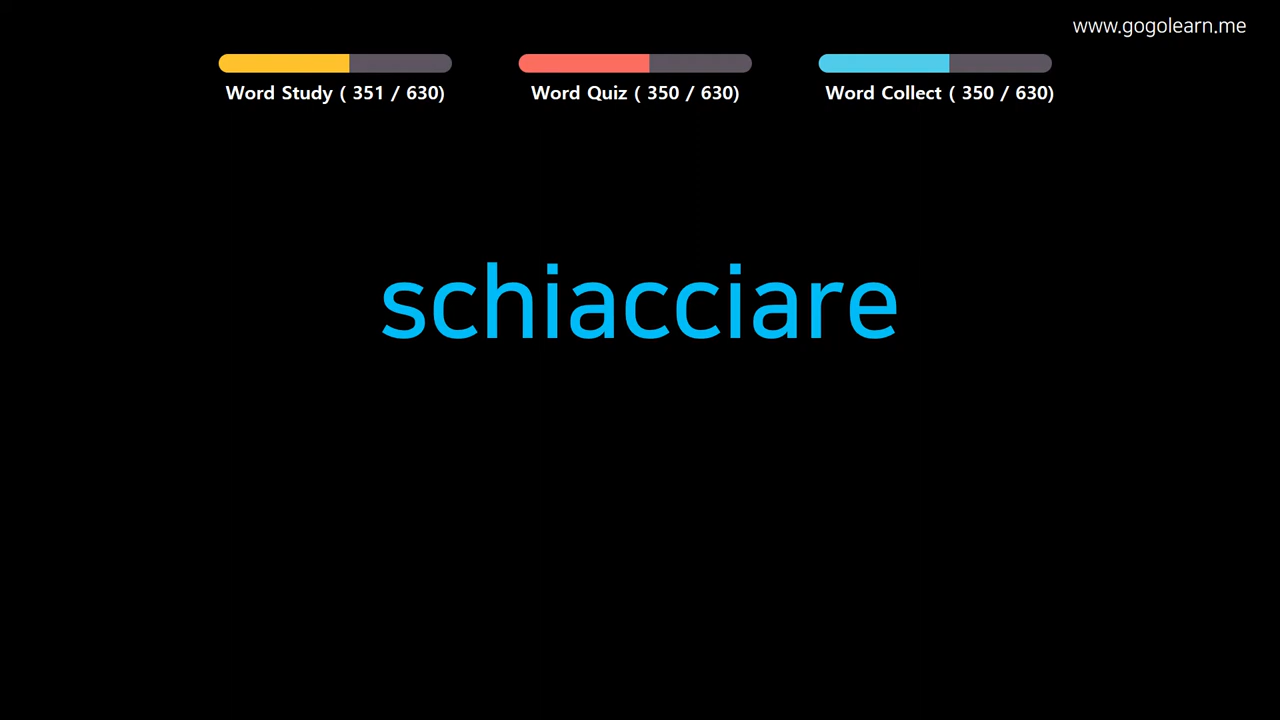 www.gogolearn.me
Word Study ( 351 / 630)
Word Quiz ( 350 / 630)
Word Collect ( 350 / 630)
schiacciare